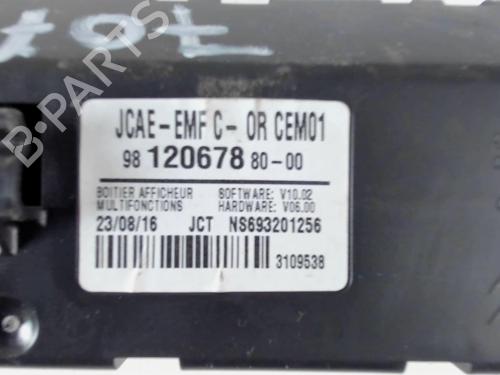 JCAE-EMF C- OR CEM01
98 120678 80-00
BOITIER AFFICHEUR SOFTWARE: V10.02
MULTIFONCTIONS HARDWARE: V06.00
23/08/16 JCT NS693201256
3109538